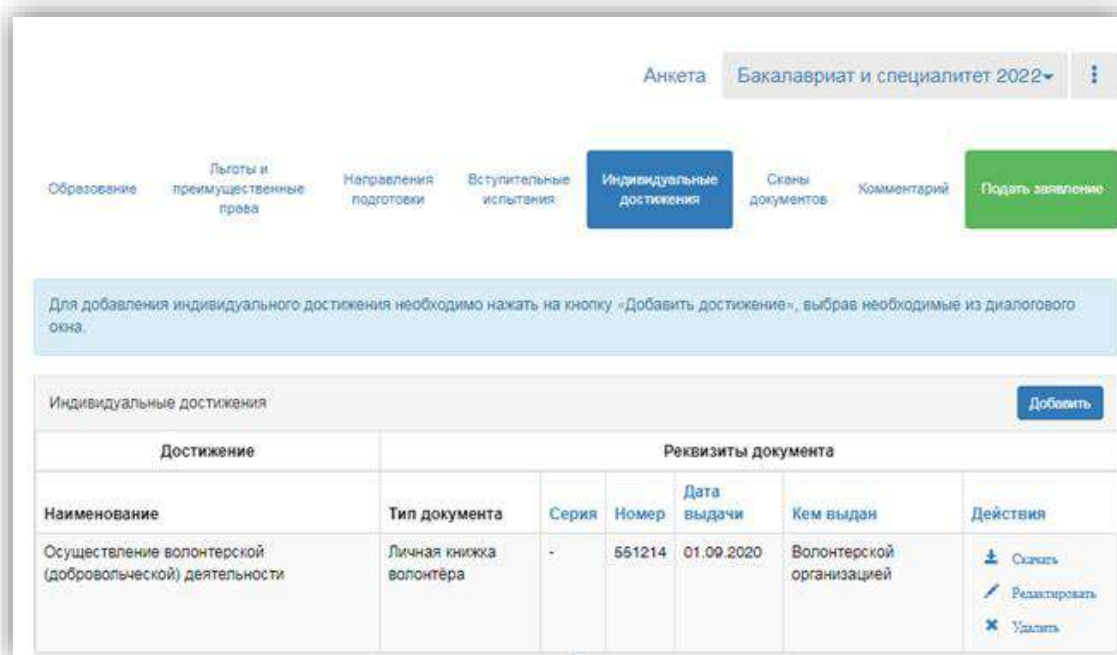 Анкета Бакалавриат и специалитет 2022
Образование
Льготы и
преимущественные
права
Направления
подготовки
Вступительные
испытания
Индивидуальные
достижения
Сканы
документов
Комментарий
Подать заявление
Для добавления индивидуального достижения необходимо нажать на кнопку «Добавить достижение», выбрав необходимые из диалогового
окна.
Индивидуальные достижения Добавить
Достижение Реквизиты документа
Наименование Тип документа Серия Номер Дата
выдачи Кем выдан Действия
Осуществление волонтерской
(добровольческой) деятельности
Личная книжка
волонтёра
- 551214 01.09.2020
Волонтерской
организацией
Скачать
Редактировать
Удалить